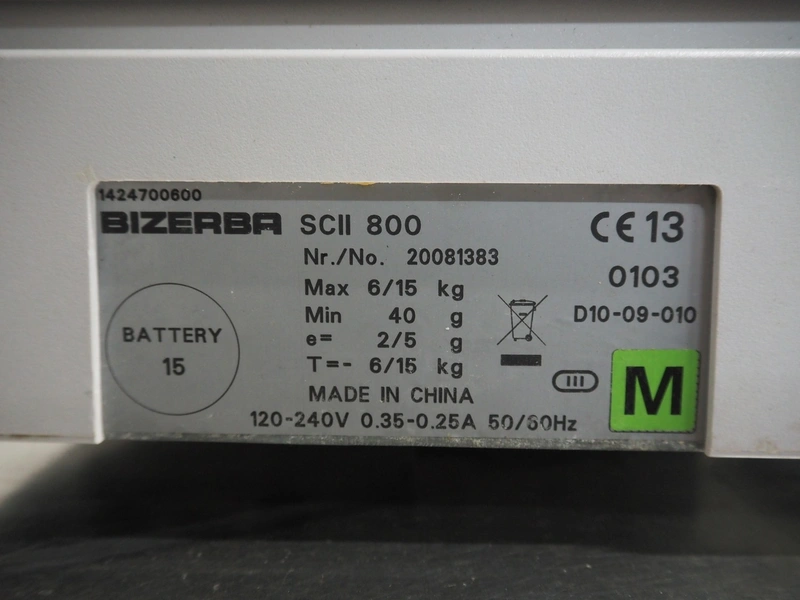 1424700600
BIZERBA SCII 800
CE 13
Nr./No. 20081383
0103
Max 6/15 kg
Min 40 g
D10-09-010
e= 2/5 g
T=- 6/15 kg
BATTERY
15
III
M
MADE IN CHINA
120-240V 0.35-0.25A 50/60Hz